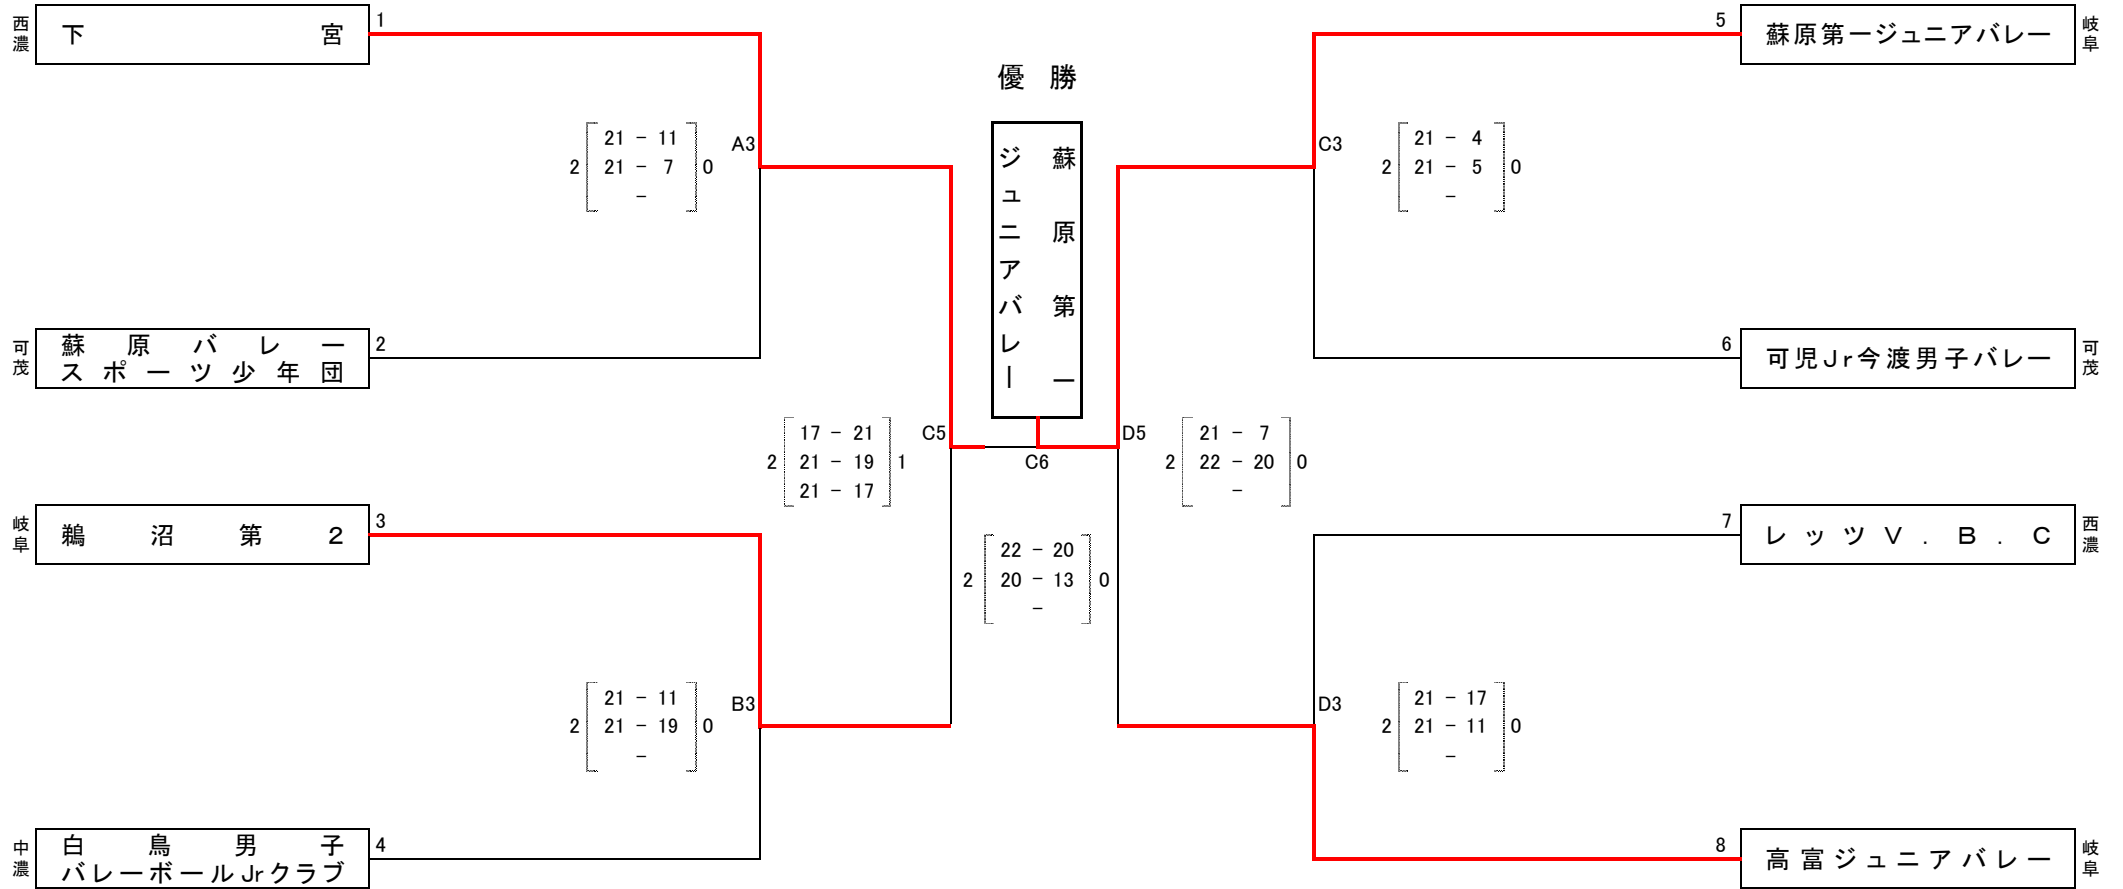 西濃
下宮
1
可茂
蘇原バレー
スポーツ少年団
2
岐阜
鵜沼第2
3
中濃
白鳥男子
バレーボールJrクラブ
4
A3
21 - 11
2 21 - 7 0
-
B3
21 - 11
2 21 - 19 0
-
C5
17 - 21
2 21 - 19 1
21 - 17
優勝
蘇原第一
ジュニアバレー
C6
22 - 20
2 20 - 13 0
-
D5
21 - 7
2 22 - 20 0
-
C3
21 - 4
2 21 - 5 0
-
D3
21 - 17
2 21 - 11 0
-
5
蘇原第一ジュニアバレー
岐阜
6
可児Jr今渡男子バレー
可茂
7
レッツV.B.C
西濃
8
高富ジュニアバレー
岐阜